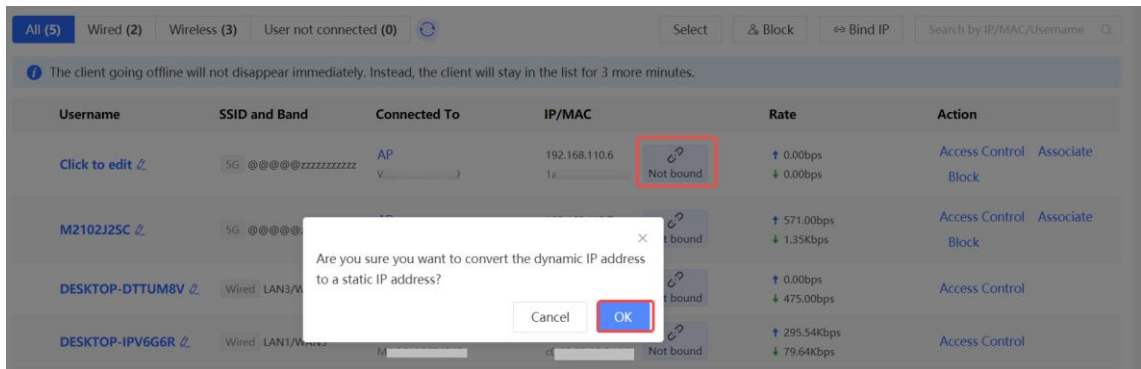 All (5) Wired (2) Wireless (3) User not connected (0) Select Block Bind IP Search by IP/MAC/Username
The client going offline will not disappear immediately. Instead, the client will stay in the list for 3 more minutes.
Username SSID and Band Connected To IP/MAC Rate Action
AP 192.168.110.6 ↑ 0.00bps Access Control Associate
Click to edit 5G @@@@@zzzzzzzzzzz
Not bound ↓ 0.00bps Block
↑ 571.00bps Access Control Associate
M2102J2SC 5G @@@@@
t bound ↓ 1.35Kbps Block
Are you sure you want to convert the dynamic IP address
to a static IP address?
Cancel OK
↑ 0.00bps
DESKTOP-DTTUM8V Wired LAN3/W Access Control
t bound ↓ 475.00bps
↑ 295.54Kbps
DESKTOP-IPV6G6R Wired LAN1/WAN3 Access Control
Not bound ↓ 79.64Kbps